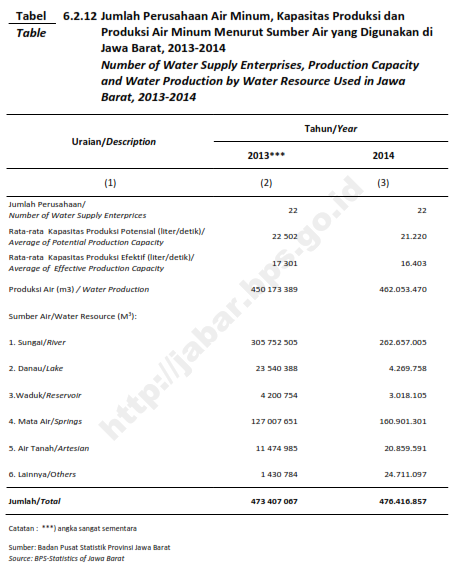 Tabel 6.2.12 Jumlah Perusahaan Air Minum, Kapasitas Produksi dan
Table Produksi Air Minum Menurut Sumber Air yang Digunakan di
Jawa Barat, 2013-2014
Number of Water Supply Enterprises, Production Capacity
and Water Production by Water Resource Used in Jawa
Barat, 2013-2014
Tahun/Year
Uraian/Description
2013*** 2014
(1) (2) (3)
Jumlah Perusahaan/
Number of Water Supply Enterprices 22 22
Rata-rata Kapasitas Produksi Potensial (liter/detik)/
Average of Potential Production Capacity 22 502 21.220
Rata-rata Kapasitas Produksi Efektif (liter/detik)/
Average of Effective Production Capacity 17 301 16.403
Produksi Air (m3) / Water Production 450 173 389 462.053.470
Sumber Air/Water Resource (M³):
1. Sungai/River 305 752 505 262.657.005
2. Danau/Lake 23 540 388 4.269.758
3.Waduk/Reservoir 4 200 754 3.018.105
4. Mata Air/Springs 127 007 651 160.901.301
5. Air Tanah/Artesian 11 474 985 20.859.591
6. Lainnya/Others 1 430 784 24.711.097
Jumlah/Total 473 407 067 476.416.857
Catatan : ***) angka sangat sementara
Sumber: Badan Pusat Statistik Provinsi Jawa Barat
Source: BPS-Statistics of Jawa Barat
http://jabar.bps.go.id